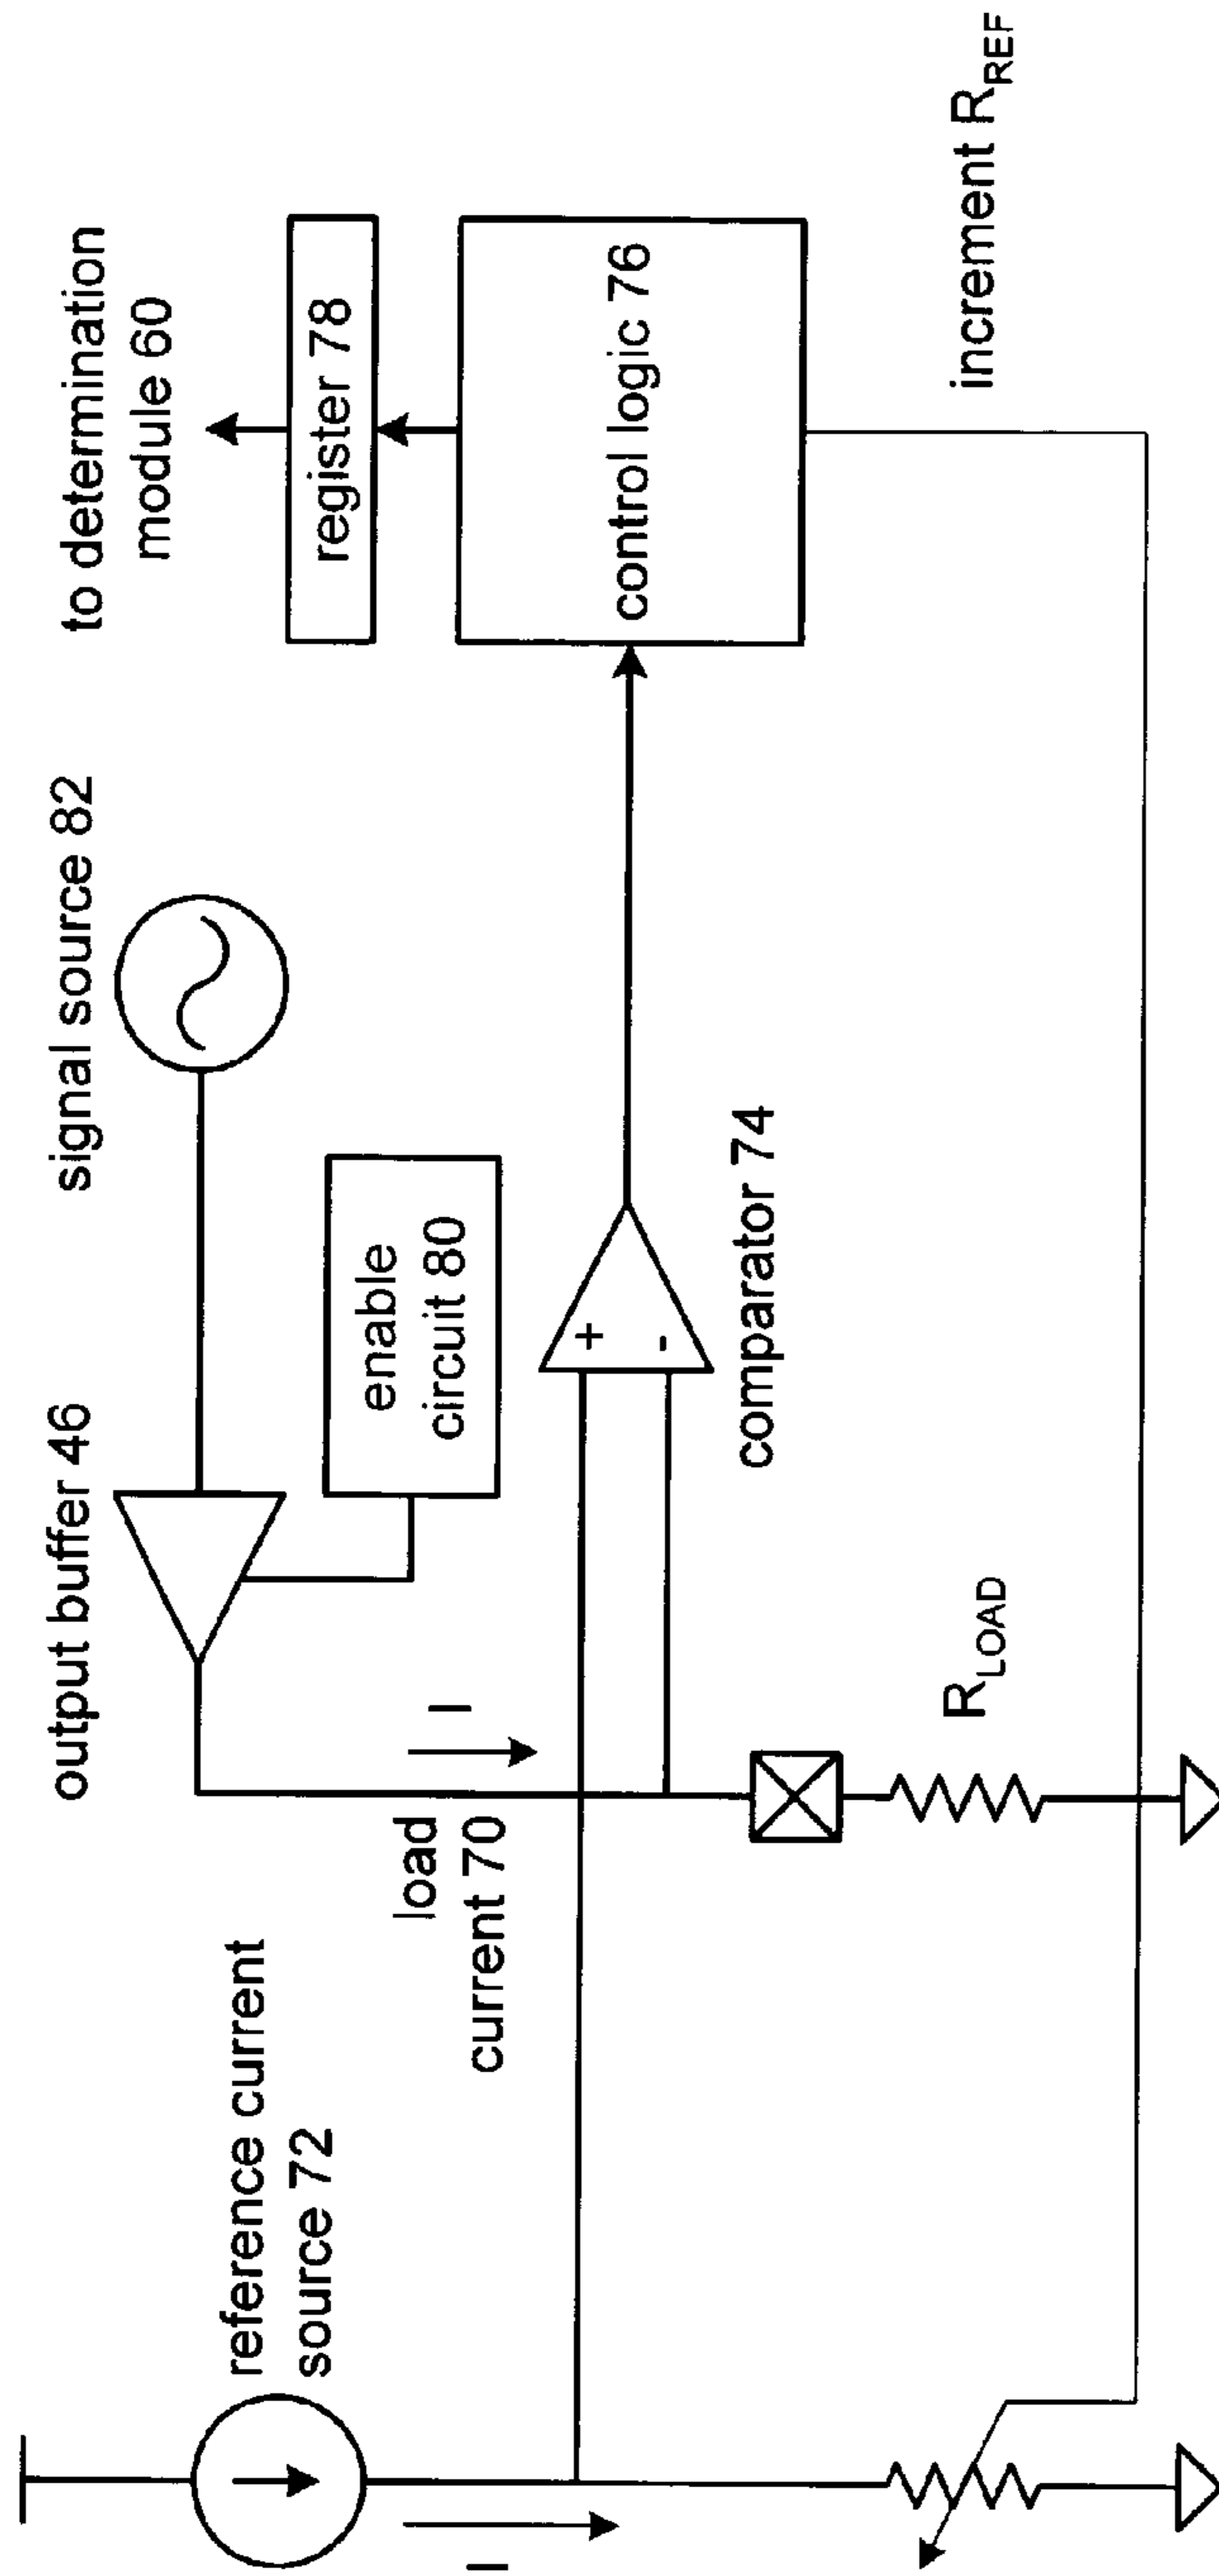 reference current
source 72
I
load
current 70
I
output buffer 46
enable
circuit 80
signal source 82
+
-
comparator 74
to determination
module 60
register 78
control logic 76
R_LOAD
increment R_REF